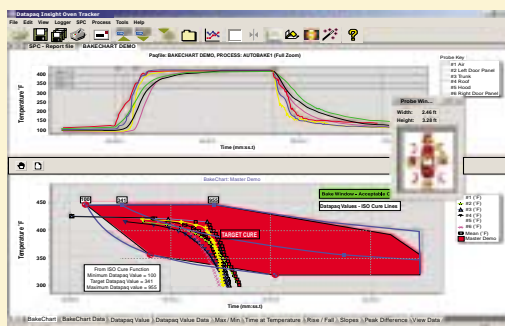 Datapaq Insight Oven Tracker
File Edit View Logger SPC Process Tools Help
SPC - Report file BAKECHART DEMO
Paqfile: BAKECHART DEMO, PROCESS: AUTOBAKE1 (Full Zoom)
Probe Key
#1 Air
#2 Left Door Panel
#3 Trunk
#4 Roof
#5 Hood
#6 Right Door Panel
Temperature °F
400
350
300
250
200
150
100
Time (mm:ss.t)
Probe Win...
Width: 2.46 ft
Height: 3.28 ft
BakeChart: Master Demo
Bake Window = Acceptable C
Datapaq Values - ISO Cure Lines
100
341
955
TARGET CURE
Temperature °F
450
400
350
300
From ISO Cure Function
Minimum Datapaq Value = 100
Target Datapaq Value = 341
Maximum Datapaq Value = 955
Time (mm:ss.t)
#1 (°F)
#2 (°F)
#3 (°F)
#4 (°F)
#5 (°F)
#6 (°F)
Mean (°F)
Master Demo
BakeChart BakeChart Data Datapaq Value Datapaq Value Data Max / Min Time at Temperature Rise / Fall Slopes Peak Difference View Data